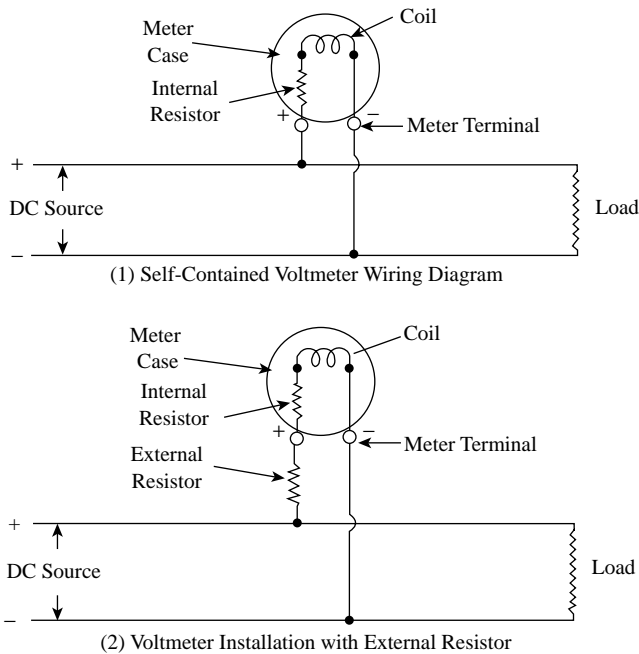 Coil
Meter
Case
Internal
Resistor
+ −
Meter Terminal
+
DC Source
Load
−
(1) Self-Contained Voltmeter Wiring Diagram
Coil
Meter
Case
Internal
Resistor
+ −
Meter Terminal
External
Resistor
+
DC Source
Load
−
(2) Voltmeter Installation with External Resistor